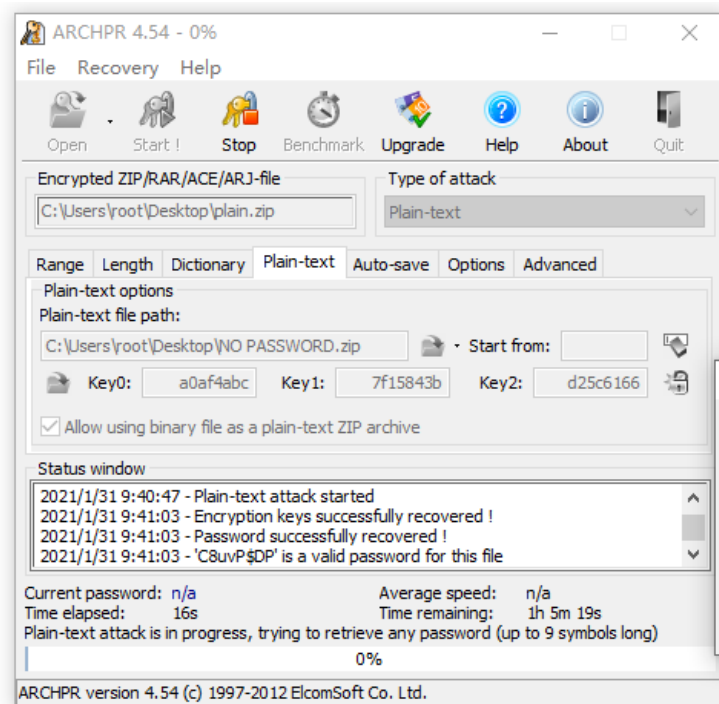 ARCHPR 4.54 - 0%
File Recovery Help
Open Start ! Stop Benchmark Upgrade Help About Quit
Encrypted ZIP/RAR/ACE/ARJ-file Type of attack
C:\Users\root\Desktop\plain.zip Plain-text
Range Length Dictionary Plain-text Auto-save Options Advanced
Plain-text options
Plain-text file path:
C:\Users\root\Desktop\NO PASSWORD.zip Start from:
Key0: a0af4abc Key1: 7f15843b Key2: d25c6166
Allow using binary file as a plain-text ZIP archive
Status window
2021/1/31 9:40:47 - Plain-text attack started
2021/1/31 9:41:03 - Encryption keys successfully recovered !
2021/1/31 9:41:03 - Password successfully recovered !
2021/1/31 9:41:03 - 'C8uvP$DP' is a valid password for this file
Current password: n/a Average speed: n/a
Time elapsed: 16s Time remaining: 1h 5m 19s
Plain-text attack is in progress, trying to retrieve any password (up to 9 symbols long)
0%
ARCHPR version 4.54 (c) 1997-2012 ElcomSoft Co. Ltd.